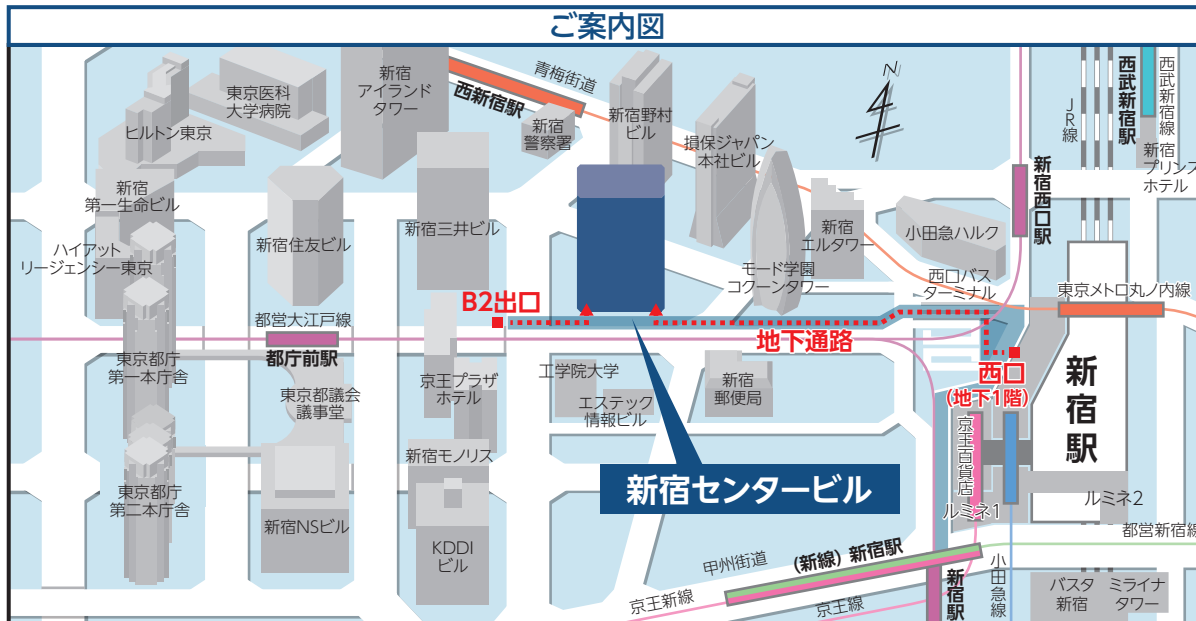 ご案内図
青梅街道
西新宿駅
新宿
アイランド
タワー
東京医科
大学病院
ヒルトン東京
新宿
警察署
新宿野村
ビル
損保ジャパン
本社ビル
N
JR線
西武新宿駅
西武新宿線
新宿
プリンス
ホテル
新宿西口駅
新宿
第一生命ビル
ハイアット
リージェンシー東京
新宿住友ビル
新宿三井ビル
モード学園
コクーンタワー
新宿
エルタワー
小田急ハルク
西口バス
ターミナル
東京メトロ丸ノ内線
B2出口
地下通路
西口
(地下1階)
都営大江戸線
都庁前駅
東京都庁
第一本庁舎
東京都議会
議事堂
京王プラザ
ホテル
工学院大学
エステック
情報ビル
新宿
郵便局
新宿駅
京王百貨店
ルミネ1
ルミネ2
新宿センタービル
東京都庁
第二本庁舎
新宿NSビル
新宿モノリス
KDDI
ビル
甲州街道
(新線)新宿駅
都営新宿線
京王新線
京王線
新宿駅
小田急線
バスタ
新宿
ミライナ
タワー